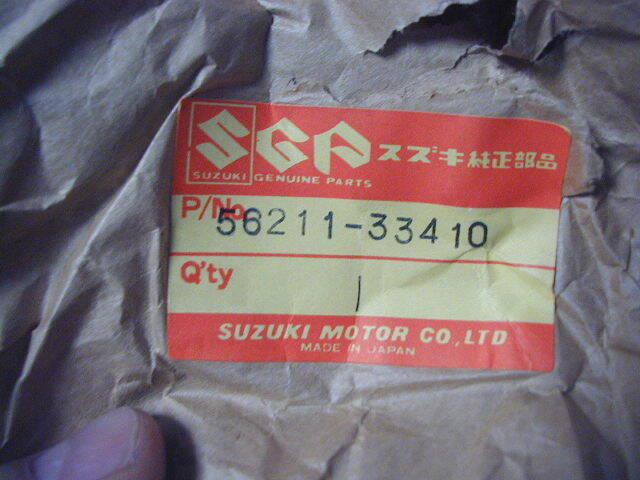 SGP スズキ純正部品
SUZUKI GENUINE PARTS
P/No. 56211-33410
Q'ty 1
SUZUKI MOTOR CO.,LTD
MADE IN JAPAN